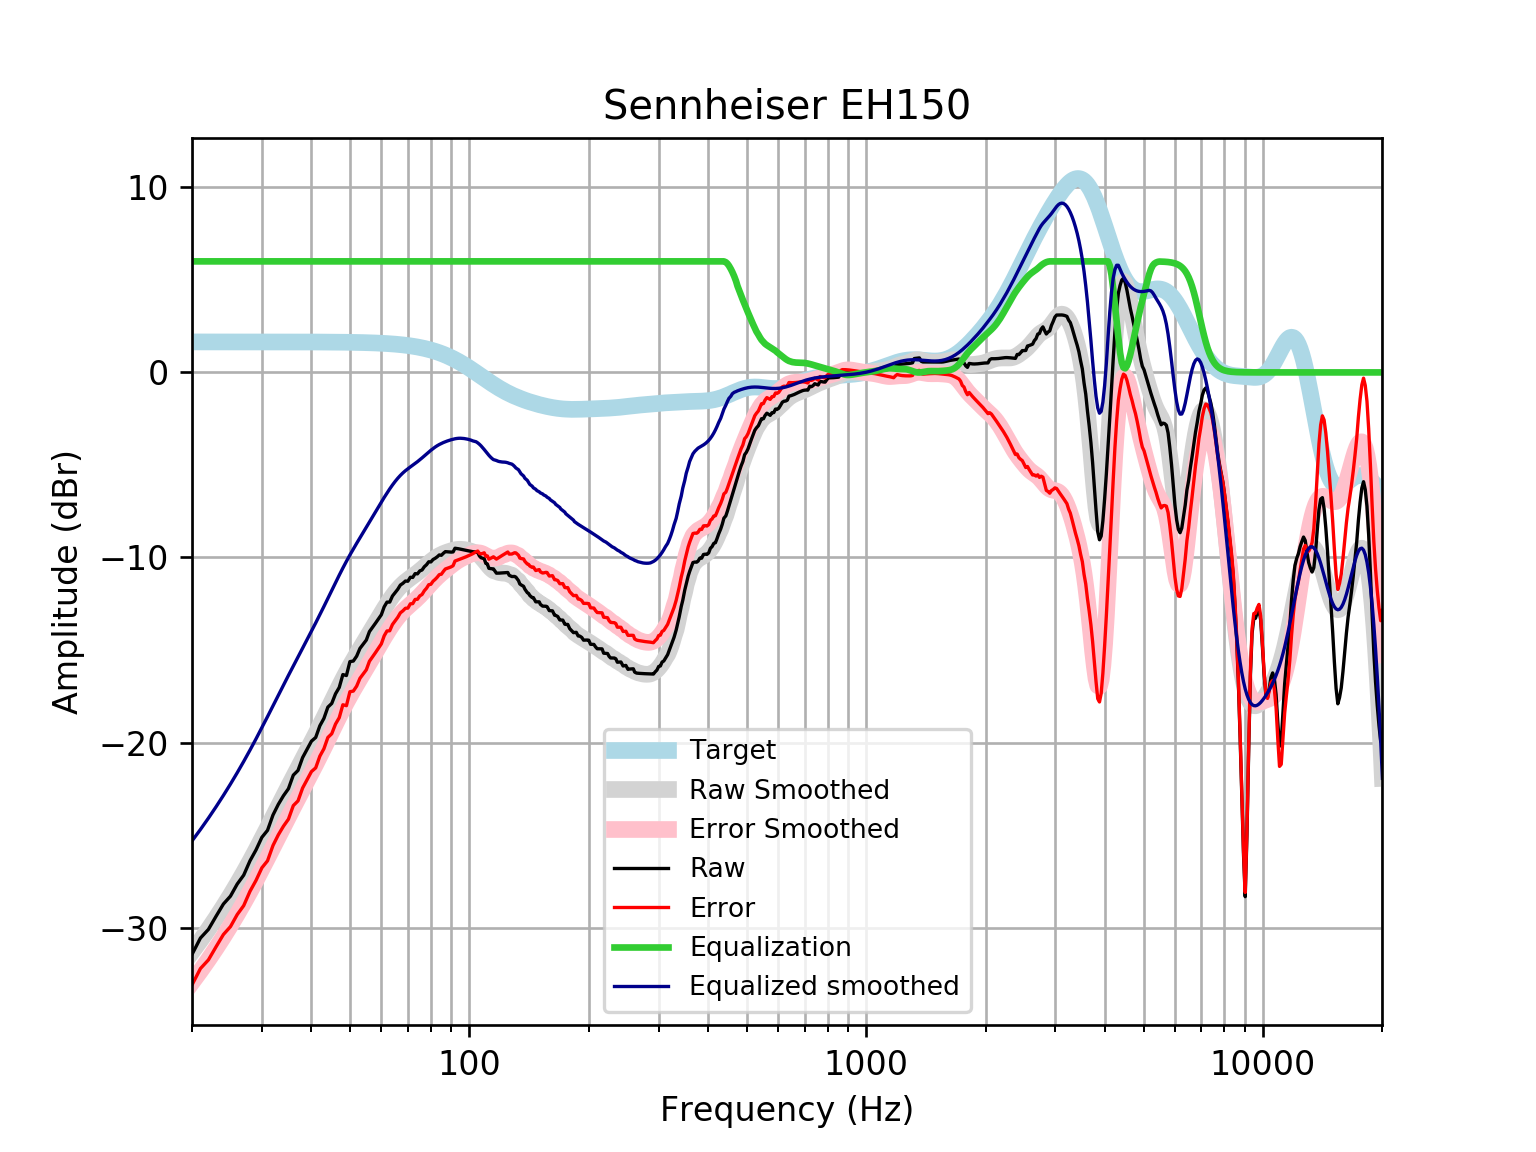 Sennheiser EH150
10
0
−10
−20
−30
Amplitude (dBr)
Target
Raw Smoothed
Error Smoothed
Raw
Error
Equalization
Equalized smoothed
100
1000
10000
Frequency (Hz)